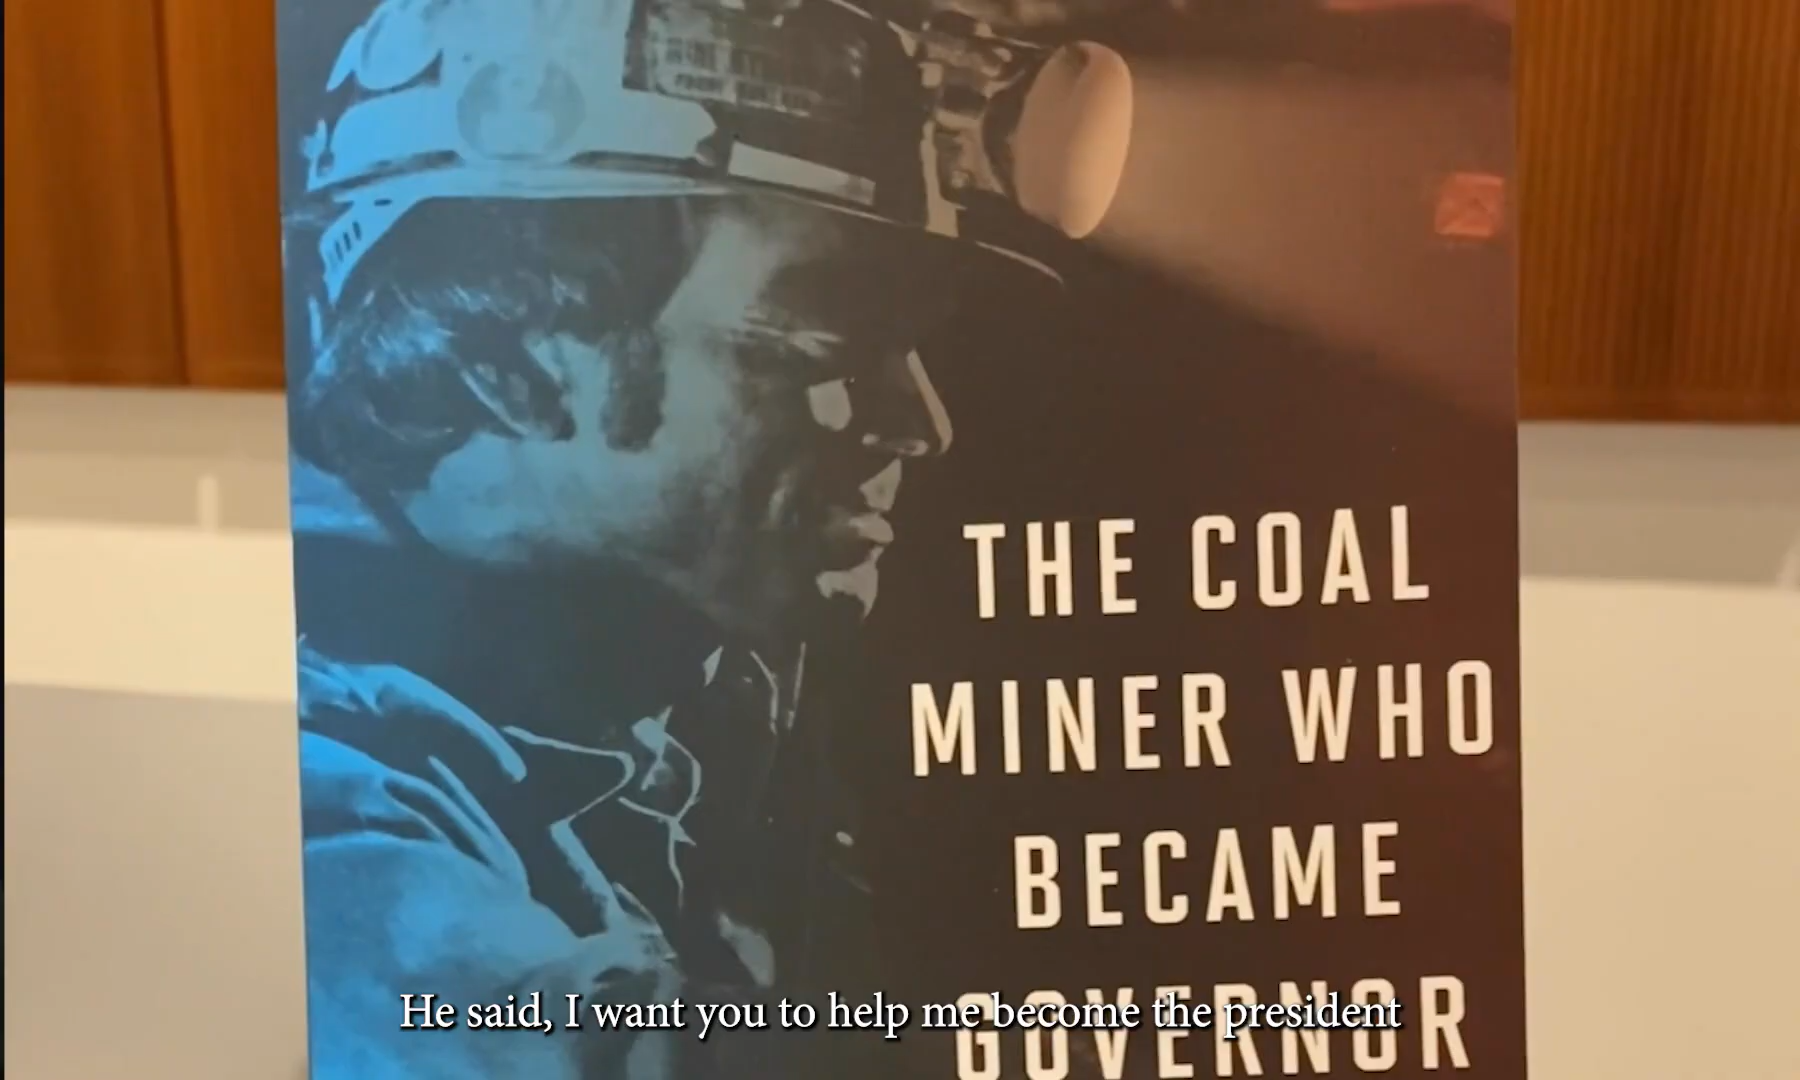 THE COAL
MINER WHO
BECAME
GOVERNOR
He said, I want you to help me become the president